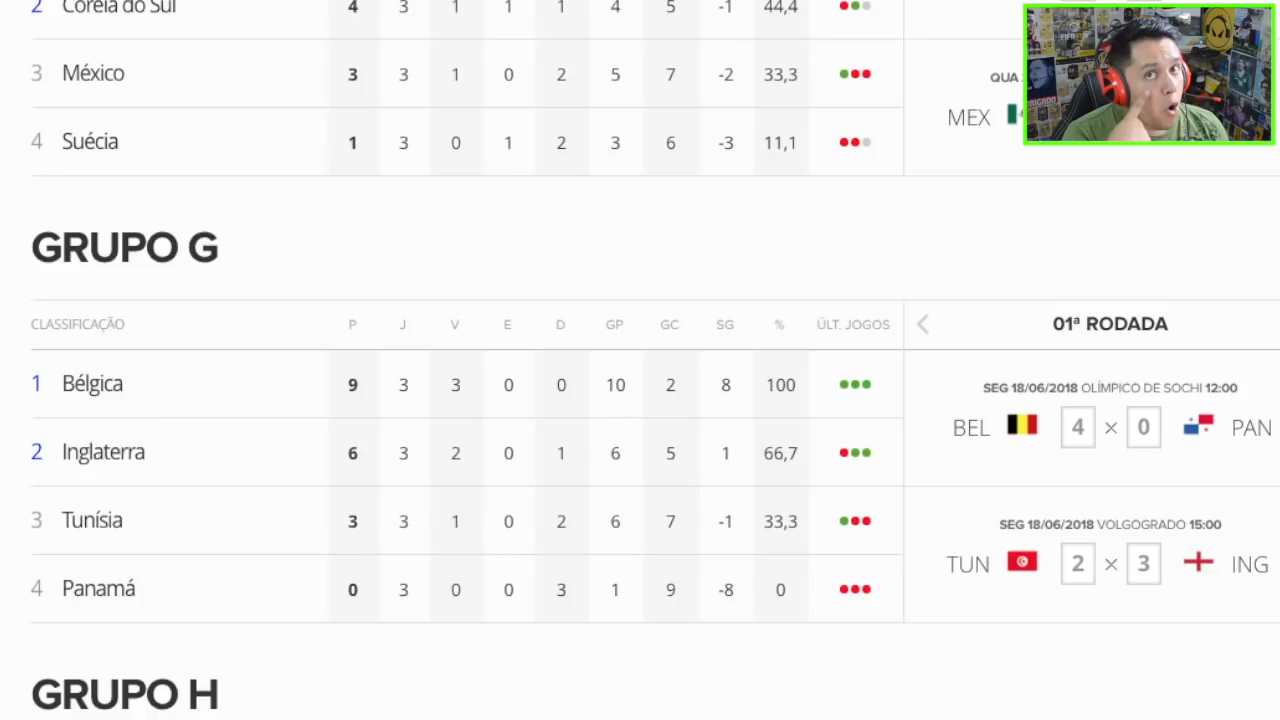 2 Coreia do Sul 4 3 1 1 1 4 5 -1 44,4
3 México 3 3 1 0 2 5 7 -2 33,3
QUA
MEX
4 Suécia 1 3 0 1 2 3 6 -3 11,1
GRUPO G
CLASSIFICAÇÃO P J V E D GP GC SG % ÚLT. JOGOS
01ª RODADA
1 Bélgica 9 3 3 0 0 10 2 8 100
SEG 18/06/2018 OLÍMPICO DE SOCHI 12:00
BEL 4 × 0 PAN
2 Inglaterra 6 3 2 0 1 6 5 1 66,7
3 Tunísia 3 3 1 0 2 6 7 -1 33,3
SEG 18/06/2018 VOLGOGRADO 15:00
TUN 2 × 3 ING
4 Panamá 0 3 0 0 3 1 9 -8 0
GRUPO H